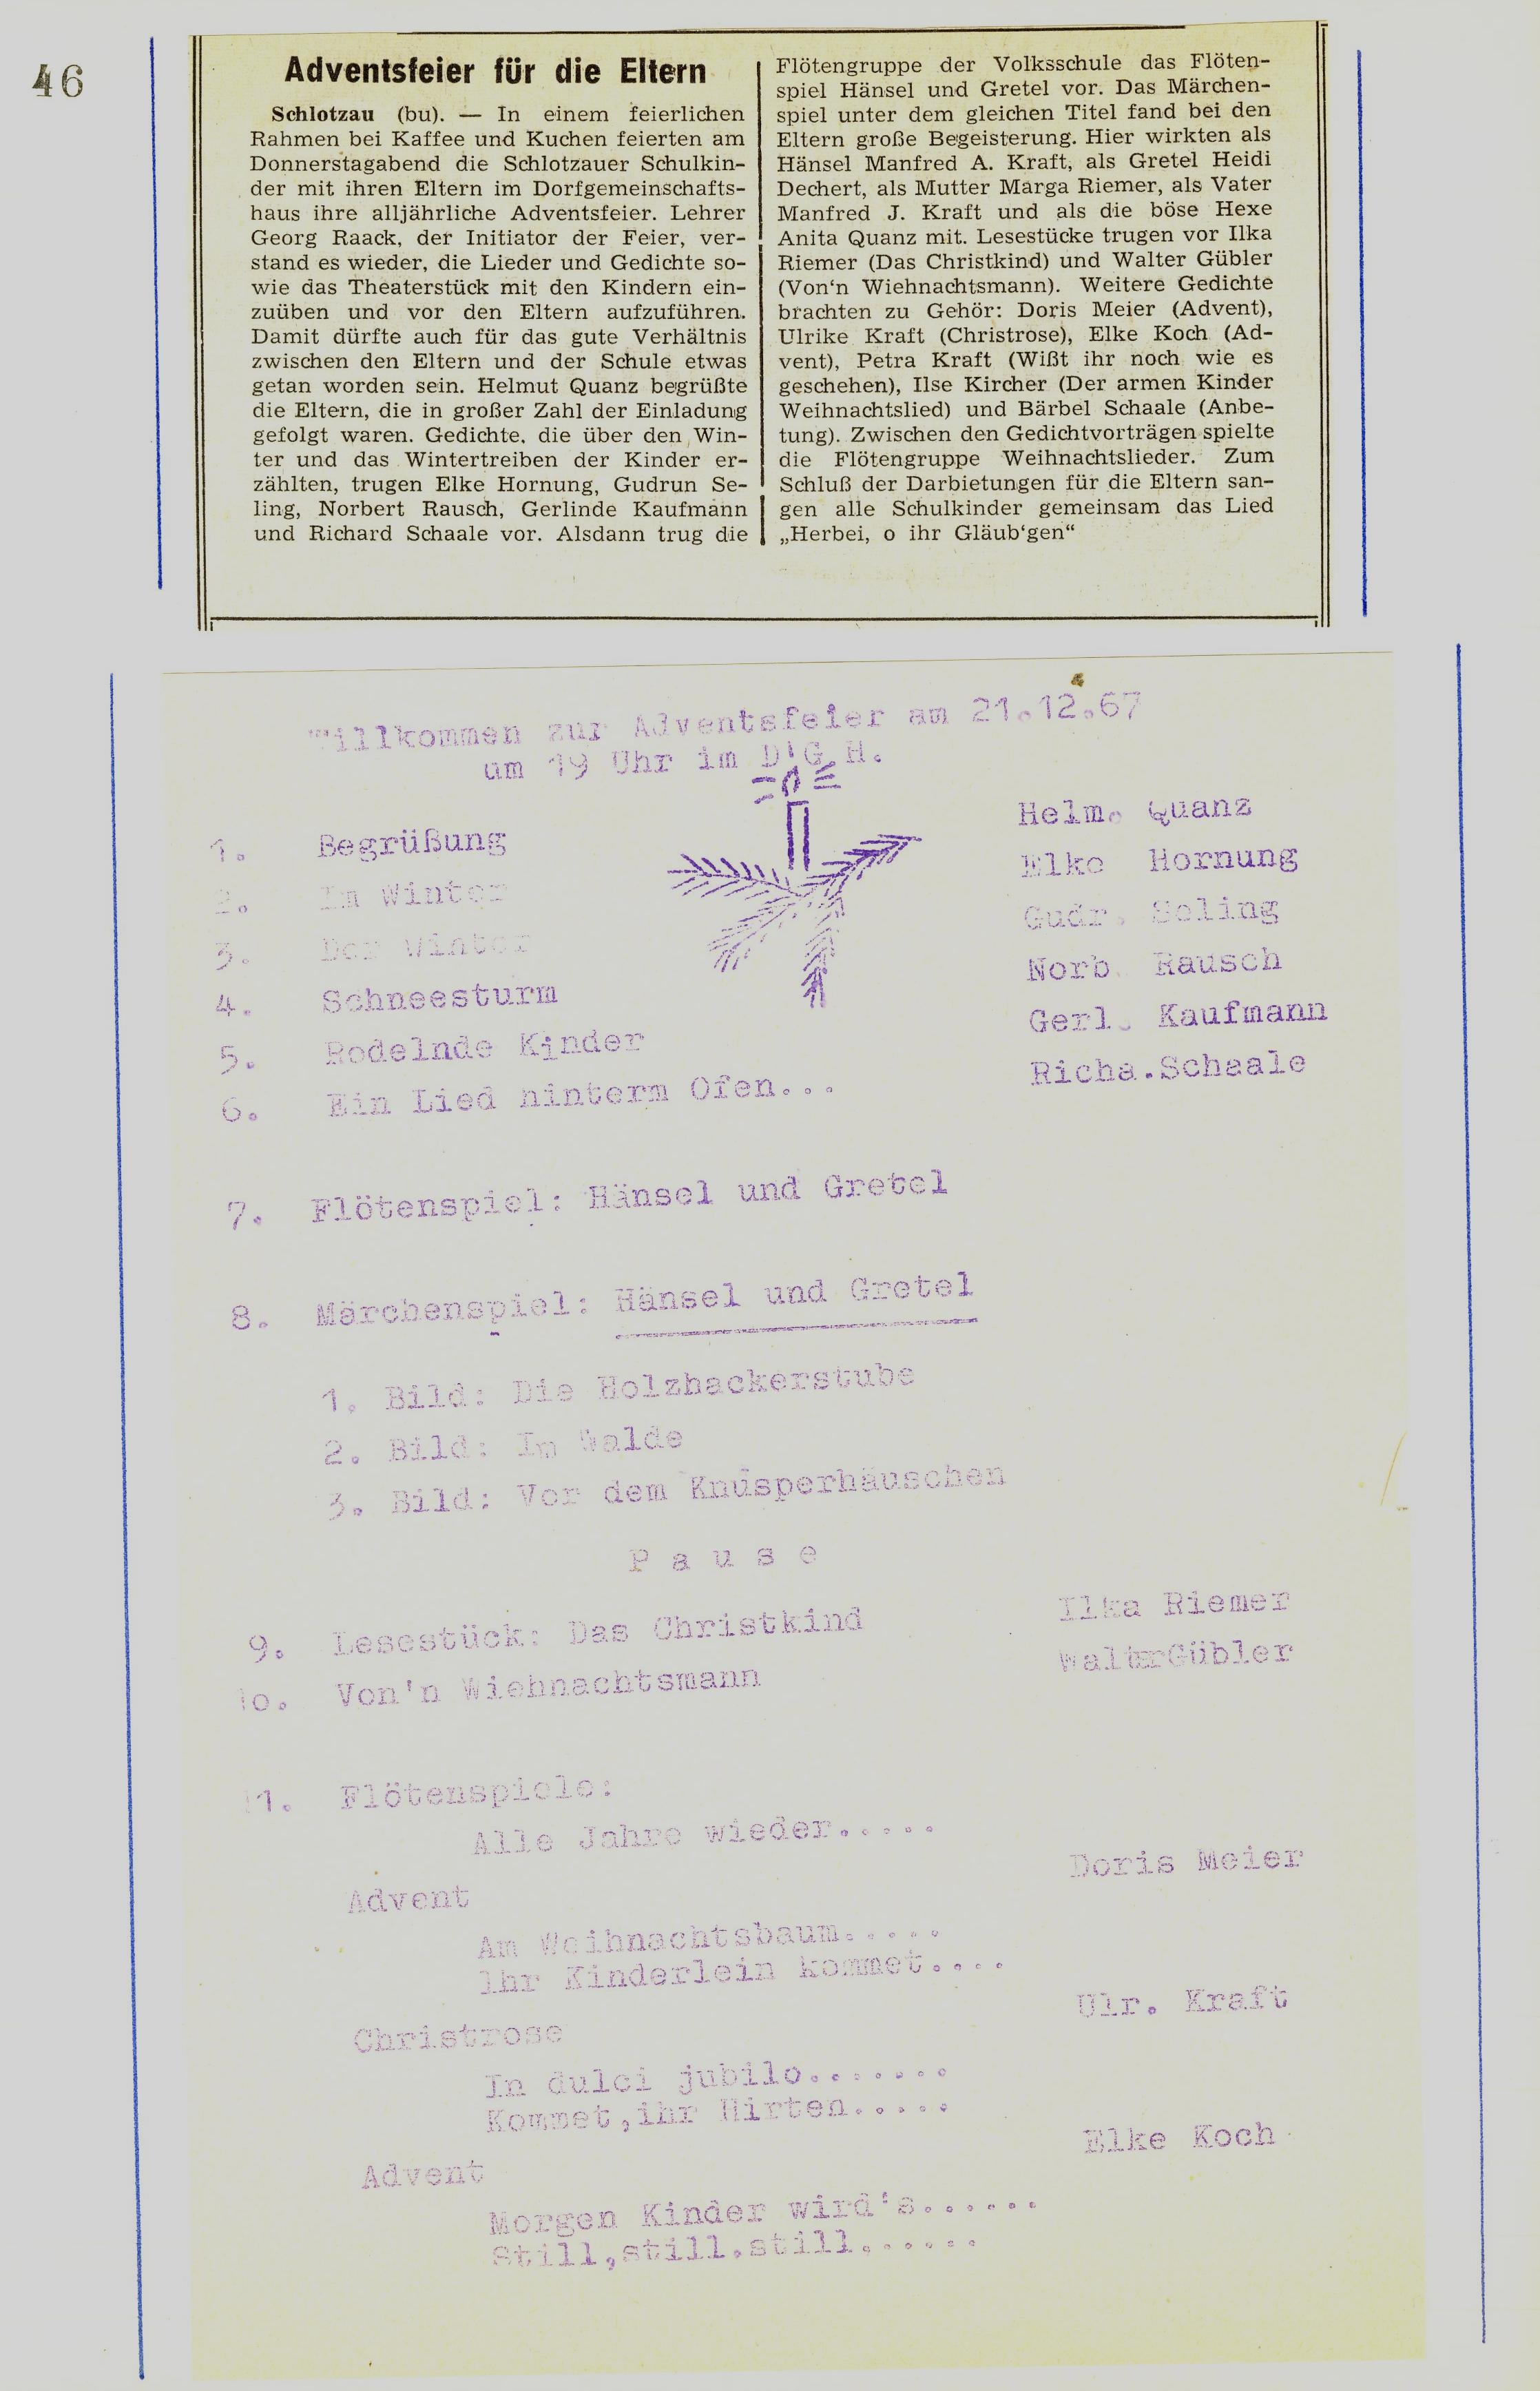 46
Adventsfeier für die Eltern
Schlotzau (bu). — In einem feierlichen
Rahmen bei Kaffee und Kuchen feierten am
Donnerstagabend die Schlotzauer Schulkin-
der mit ihren Eltern im Dorfgemeinschafts-
haus ihre alljährliche Adventsfeier. Lehrer
Georg Raack, der Initiator der Feier, ver-
stand es wieder, die Lieder und Gedichte so-
wie das Theaterstück mit den Kindern ein-
zuüben und vor den Eltern aufzuführen.
Damit dürfte auch für das gute Verhältnis
zwischen den Eltern und der Schule etwas
getan worden sein. Helmut Quanz begrüßte
die Eltern, die in großer Zahl der Einladung
gefolgt waren. Gedichte, die über den Win-
ter und das Wintertreiben der Kinder er-
zählten, trugen Elke Hornung, Gudrun Se-
ling, Norbert Rausch, Gerlinde Kaufmann
und Richard Schaale vor. Alsdann trug die
Flötengruppe der Volksschule das Flöten-
spiel Hänsel und Gretel vor. Das Märchen-
spiel unter dem gleichen Titel fand bei den
Eltern große Begeisterung. Hier wirkten als
Hänsel Manfred A. Kraft, als Gretel Heidi
Dechert, als Mutter Marga Riemer, als Vater
Manfred J. Kraft und als die böse Hexe
Anita Quanz mit. Lesestücke trugen vor Ilka
Riemer (Das Christkind) und Walter Gübler
(Von‘n Wiehnachtsmann). Weitere Gedichte
brachten zu Gehör: Doris Meier (Advent),
Ulrike Kraft (Christrose), Elke Koch (Ad-
vent), Petra Kraft (Wißt ihr noch wie es
geschehen), Ilse Kircher (Der armen Kinder
Weihnachtslied) und Bärbel Schaale (Anbe-
tung). Zwischen den Gedichtvorträgen spielte
die Flötengruppe Weihnachtslieder. Zum
Schluß der Darbietungen für die Eltern san-
gen alle Schulkinder gemeinsam das Lied
„Herbei, o ihr Gläub‘gen“
Willkommen zur Adventsfeier am 21.12.67
um 19 Uhr im D.G.H.
1. Begrüßung Helm. Quanz
2. Im Winter Elke Hornung
3. Der Winter Gudr. Seling
4. Schneesturm Norb. Rausch
5. Rodelnde Kinder Gerl. Kaufmann
6. Ein Lied hinterm Ofen... Richa.Schaale
7. Flötenspiel: Hänsel und Gretel
8. Märchenspiel: Hänsel und Gretel
1. Bild: Die Holzhackerstube
2. Bild: Im Walde
3. Bild: Vor dem Knusperhäuschen
P a u s e
9. Lesestück: Das Christkind Ilka Riemer
1o. Von'n Wiehnachtsmann Walter Gübler
11. Flötenspiele:
Alle Jahre wieder.....
Advent Doris Meier
Am Weihnachtsbaum.....
Ihr Kinderlein kommet....
Christrose Ulr. Kraft
In dulci jubilo.......
Kommet,ihr Hirten.....
Advent Elke Koch
Morgen Kinder wird's......
Still,still,still......